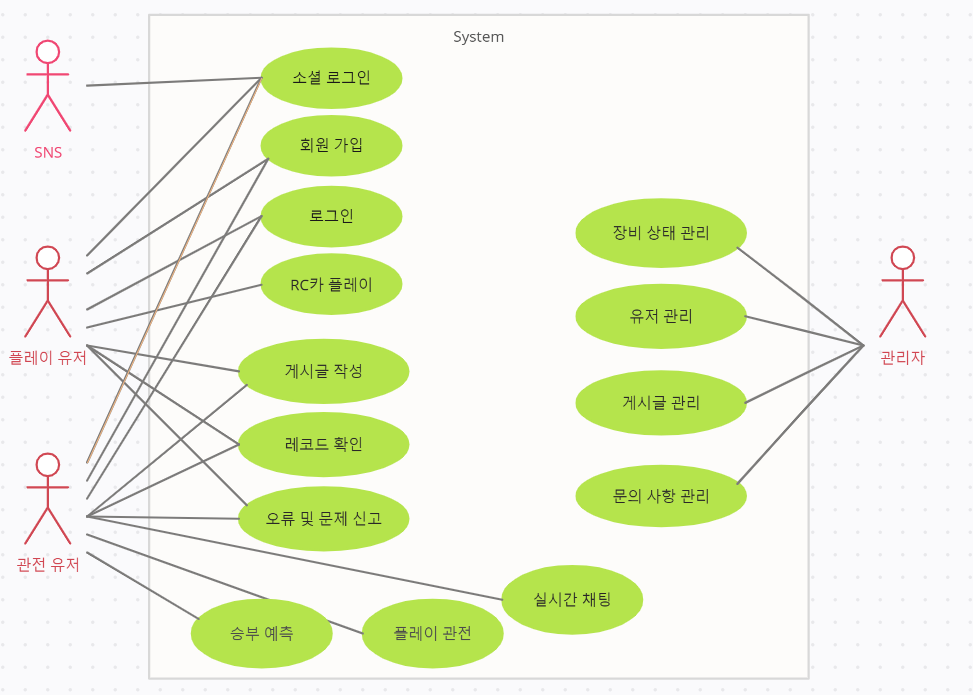 System
소셜 로그인
SNS
회원 가입
로그인
RC카 플레이
플레이 유저
게시글 작성
레코드 확인
오류 및 문제 신고
관전 유저
승부 예측
플레이 관전
실시간 채팅
장비 상태 관리
유저 관리
게시글 관리
문의 사항 관리
관리자